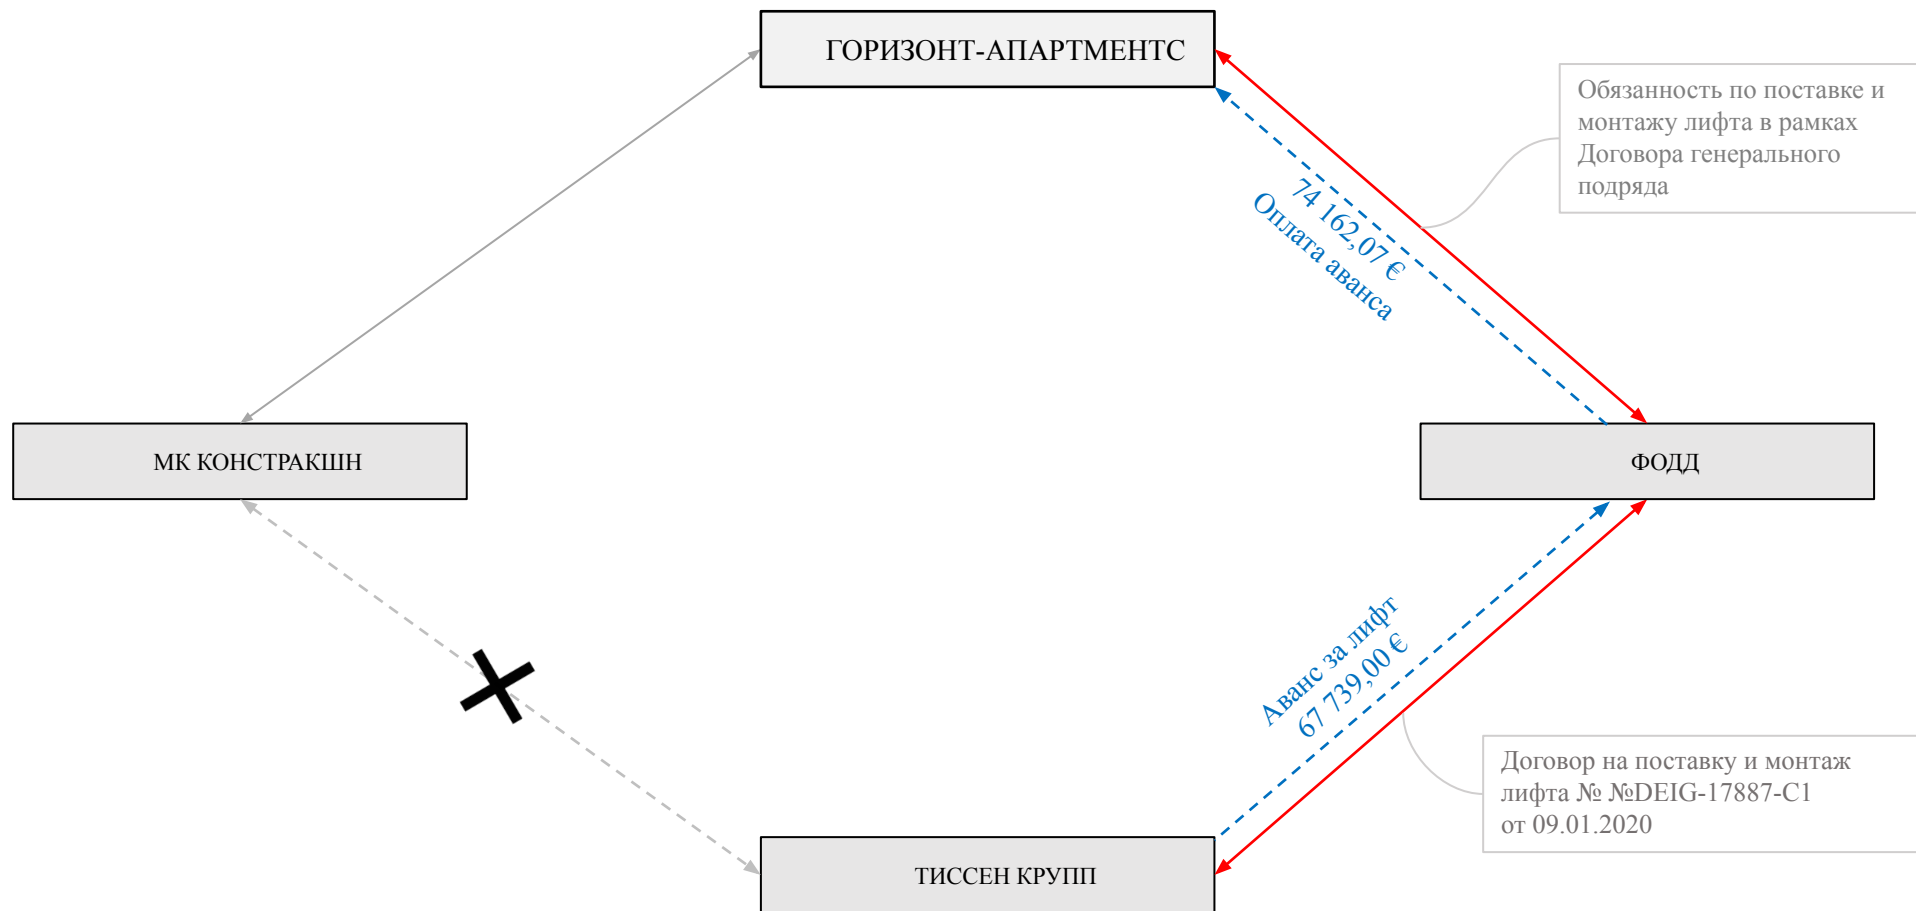 ГОРИЗОНТ-АПАРТМЕНТС
Обязанность по поставке и
монтажу лифта в рамках
Договора генерального
подряда
74 162,07 €
Оплата аванса
МК КОНСТРАКШН
ФОДД
Аванс за лифт
67 739,00 €
Договор на поставку и монтаж
лифта № №DEIG-17887-C1
от 09.01.2020
ТИССЕН КРУПП